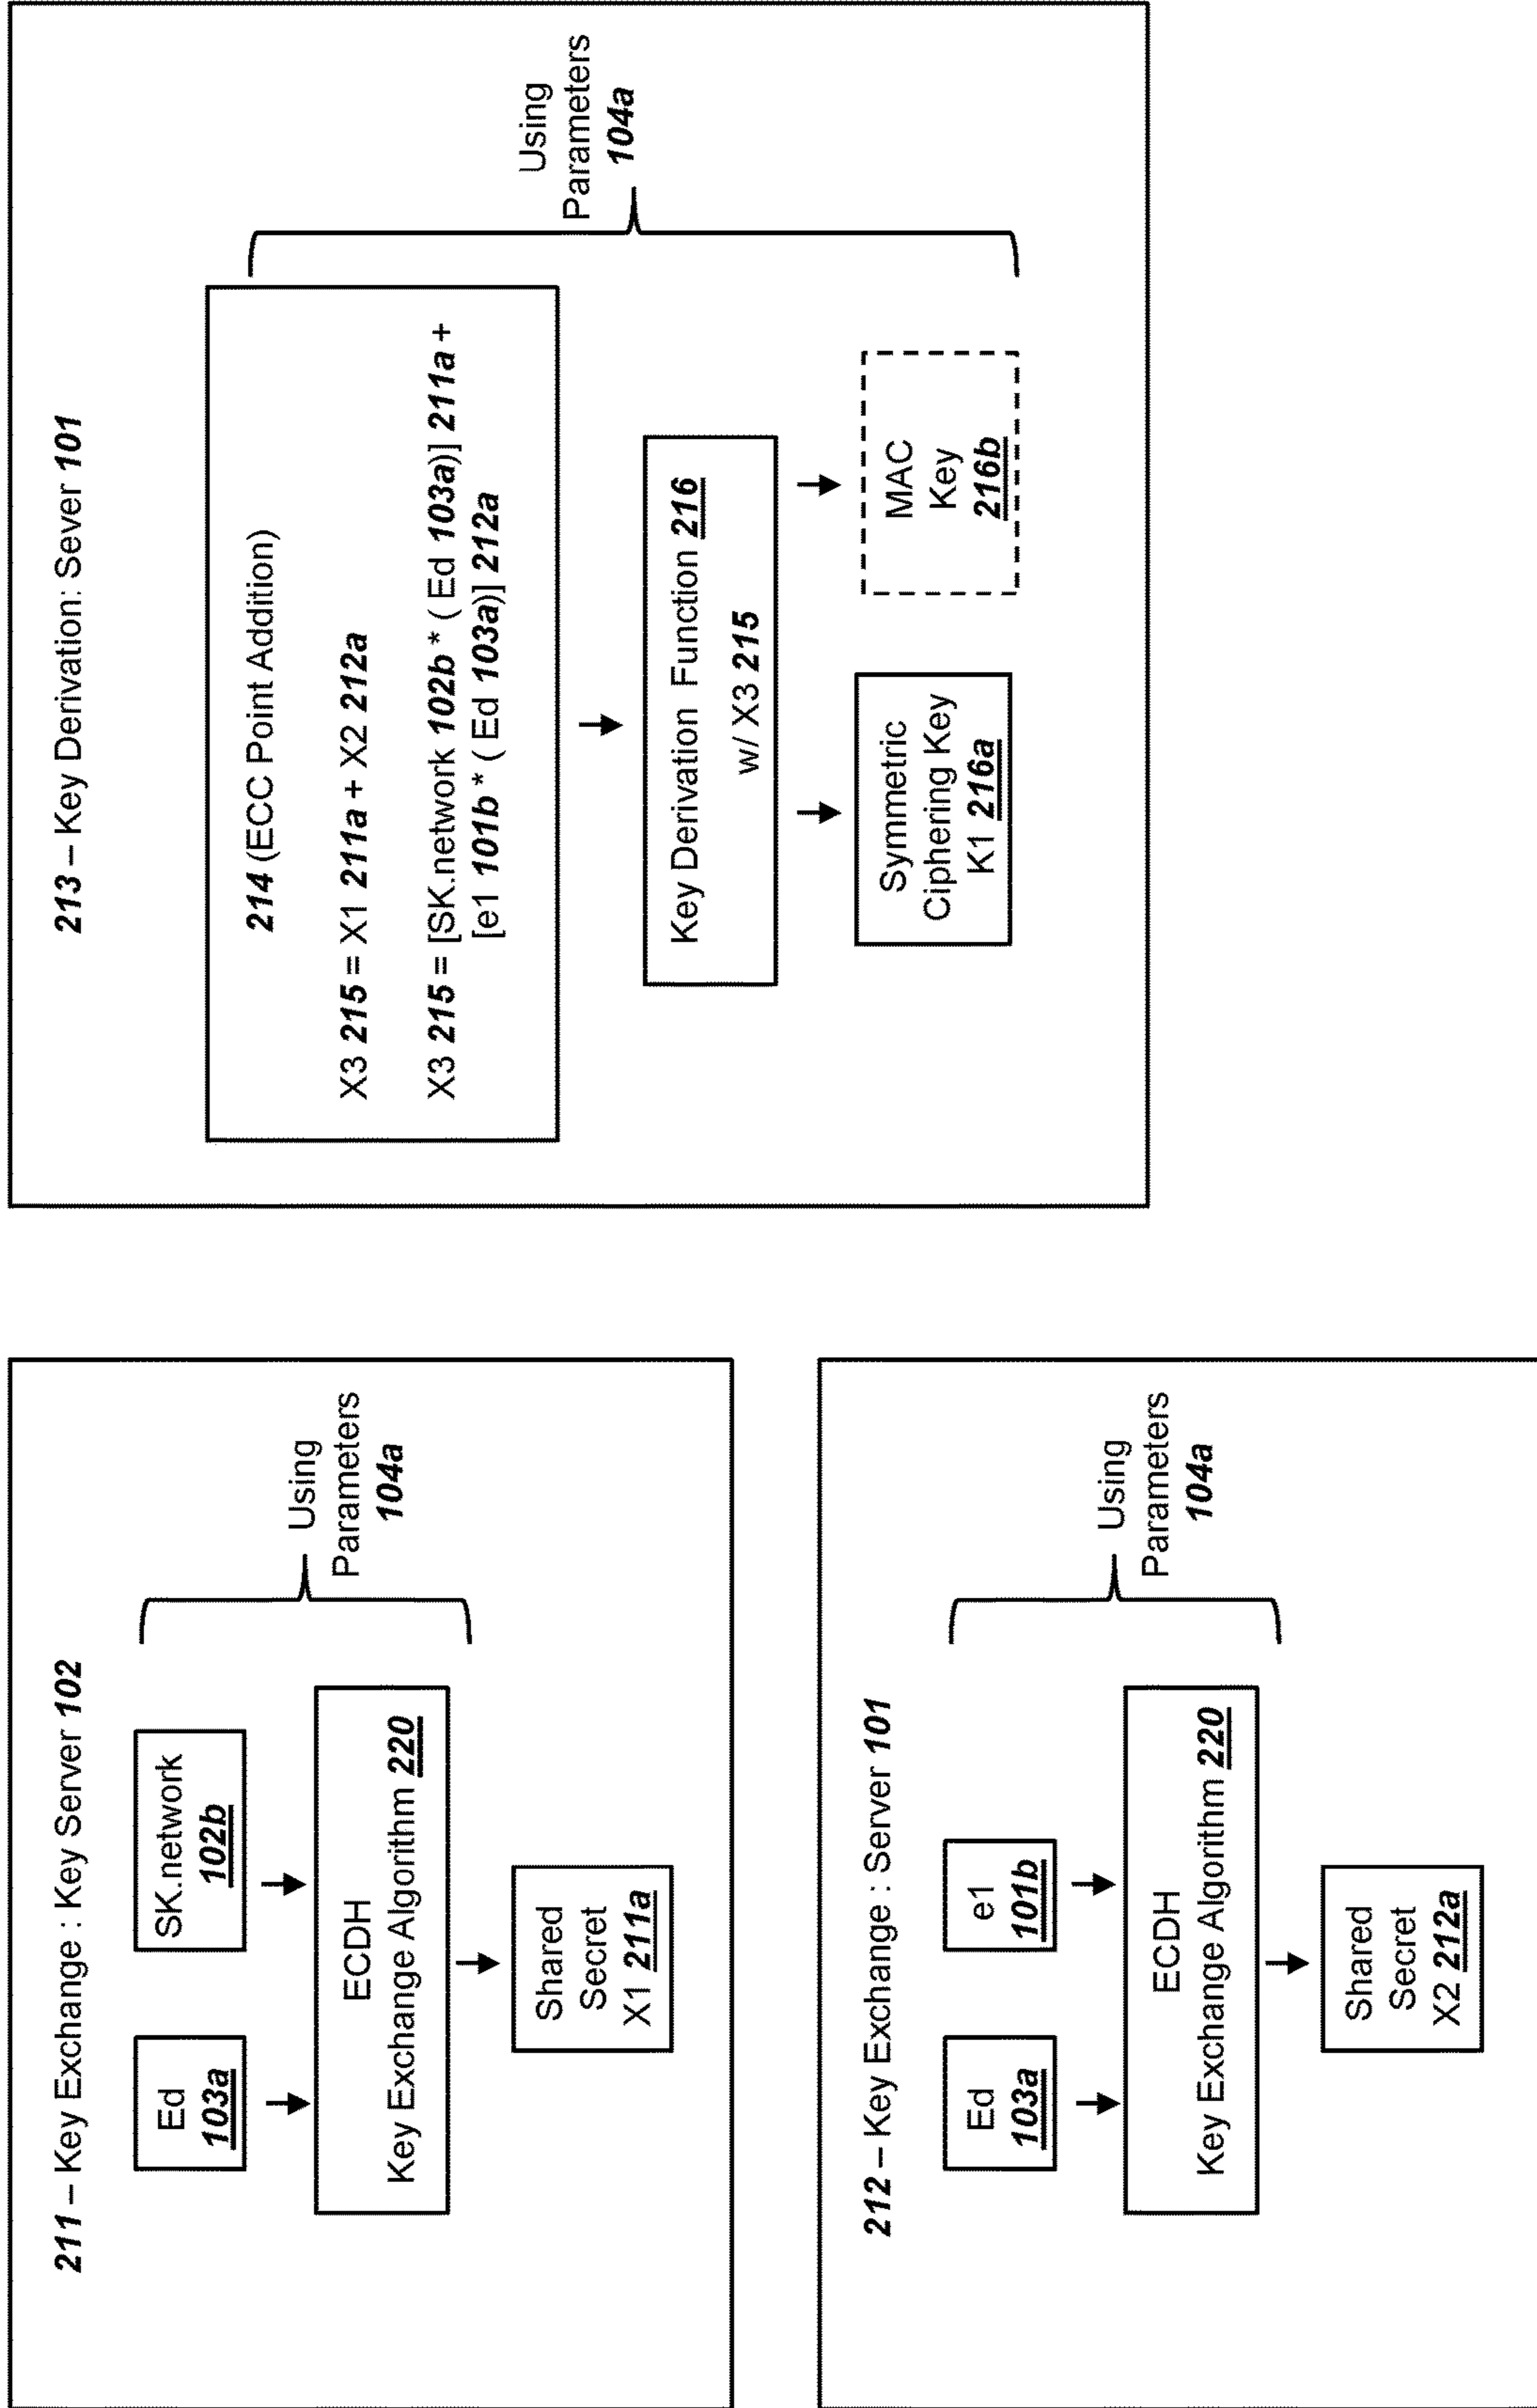 211 – Key Exchange : Key Server 102
Ed
103a
SK.network
102b
ECDH
Key Exchange Algorithm 220
Shared
Secret
X1 211a
Using
Parameters
104a
212 – Key Exchange : Server 101
Ed
103a
e1
101b
ECDH
Key Exchange Algorithm 220
Shared
Secret
X2 212a
Using
Parameters
104a
213 – Key Derivation: Sever 101
214 (ECC Point Addition)
X3 215 = X1 211a + X2 212a
X3 215 = [SK.network 102b * ( Ed 103a)] 211a +
[e1 101b * ( Ed 103a)] 212a
Key Derivation Function 216
w/ X3 215
Symmetric
Ciphering Key
K1 216a
MAC
Key
216b
Using
Parameters
104a